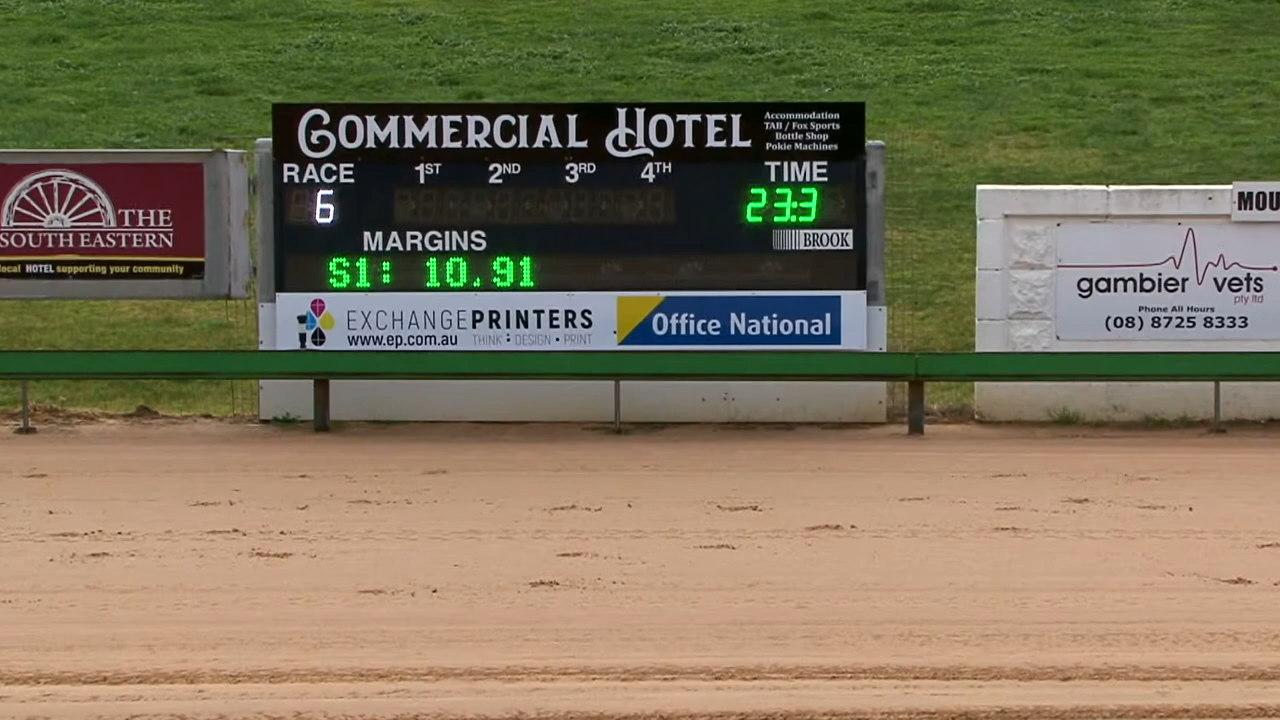 COMMERCIAL HOTEL
Accommodation
TAB / Fox Sports
Bottle Shop
Pokie Machines
RACE 1ST 2ND 3RD 4TH TIME
6 23:3
MARGINS
BROOK
S1: 10.91
EXCHANGEPRINTERS
www.ep.com.au THINK : DESIGN • PRINT
Office National
THE
SOUTH EASTERN
local HOTEL supporting your community
MOU
gambier vets
pty ltd
Phone All Hours
(08) 8725 8333